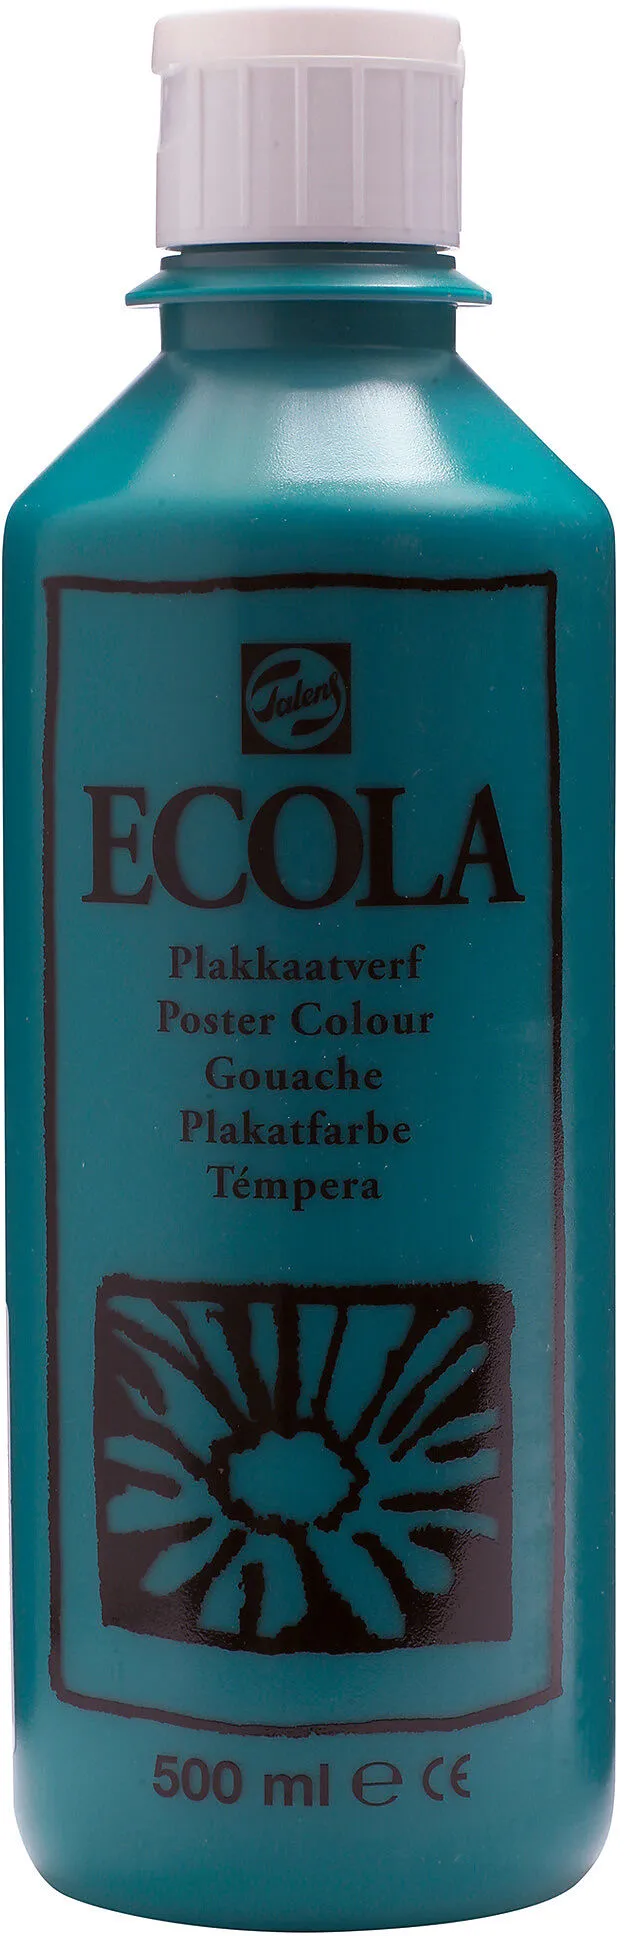 Talens
ECOLA
Plakkaatverf
Poster Colour
Gouache
Plakatfarbe
Témpera
500 ml ℮ CE